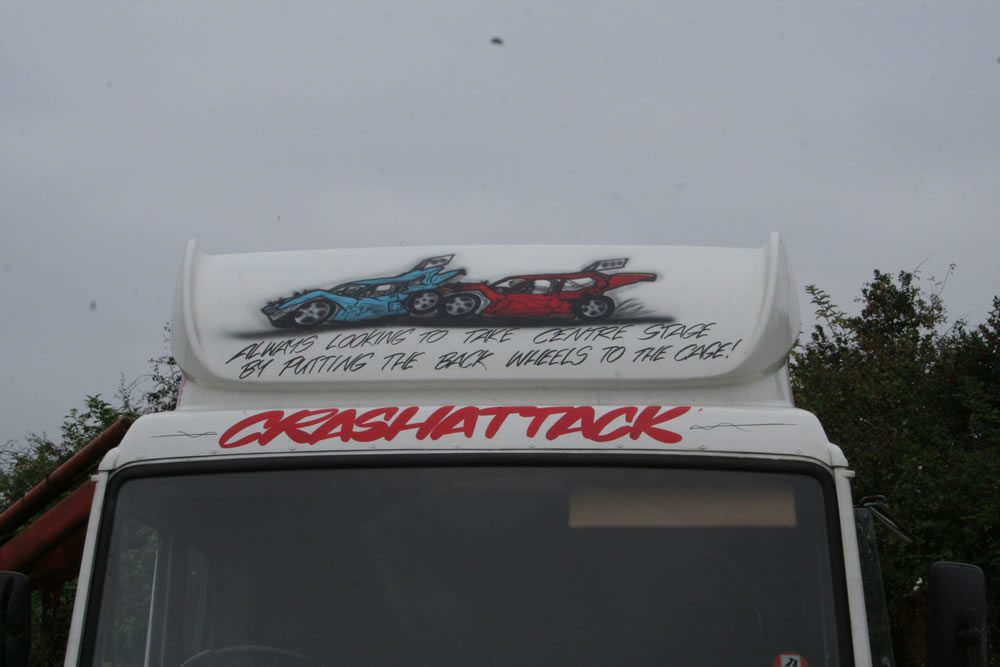 ALWAYS LOOKING TO TAKE CENTRE STAGE
BY PUTTING THE BACK WHEELS TO THE CAGE!
CRASHATTACK